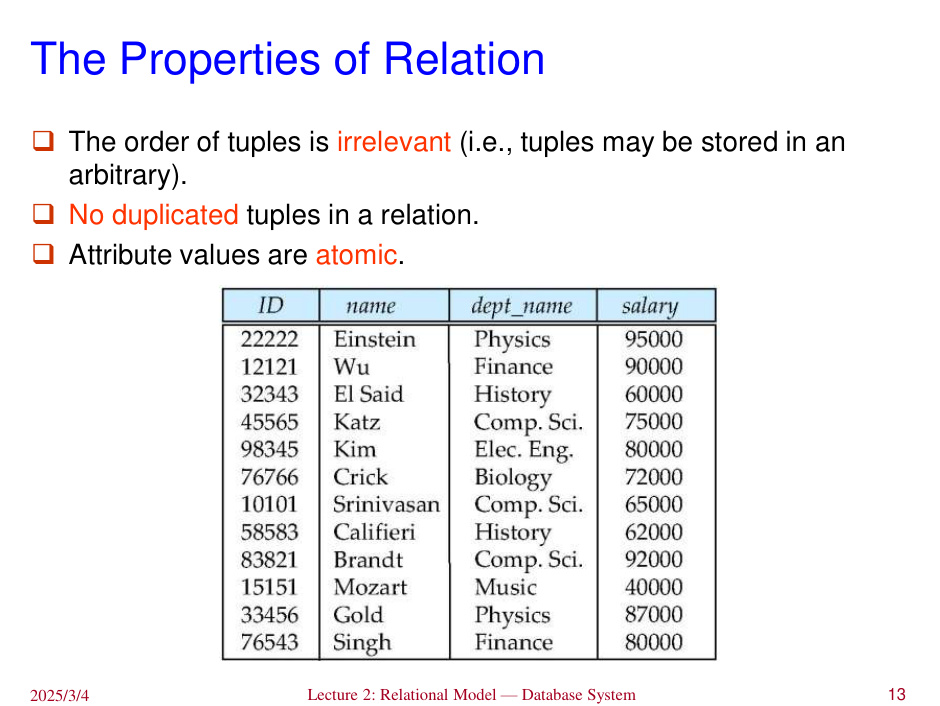 The Properties of Relation
❑ The order of tuples is irrelevant (i.e., tuples may be stored in an
arbitrary).
❑ No duplicated tuples in a relation.
❑ Attribute values are atomic.
ID name dept_name salary
22222 Einstein Physics 95000
12121 Wu Finance 90000
32343 El Said History 60000
45565 Katz Comp. Sci. 75000
98345 Kim Elec. Eng. 80000
76766 Crick Biology 72000
10101 Srinivasan Comp. Sci. 65000
58583 Califieri History 62000
83821 Brandt Comp. Sci. 92000
15151 Mozart Music 40000
33456 Gold Physics 87000
76543 Singh Finance 80000
2025/3/4 Lecture 2: Relational Model — Database System 13